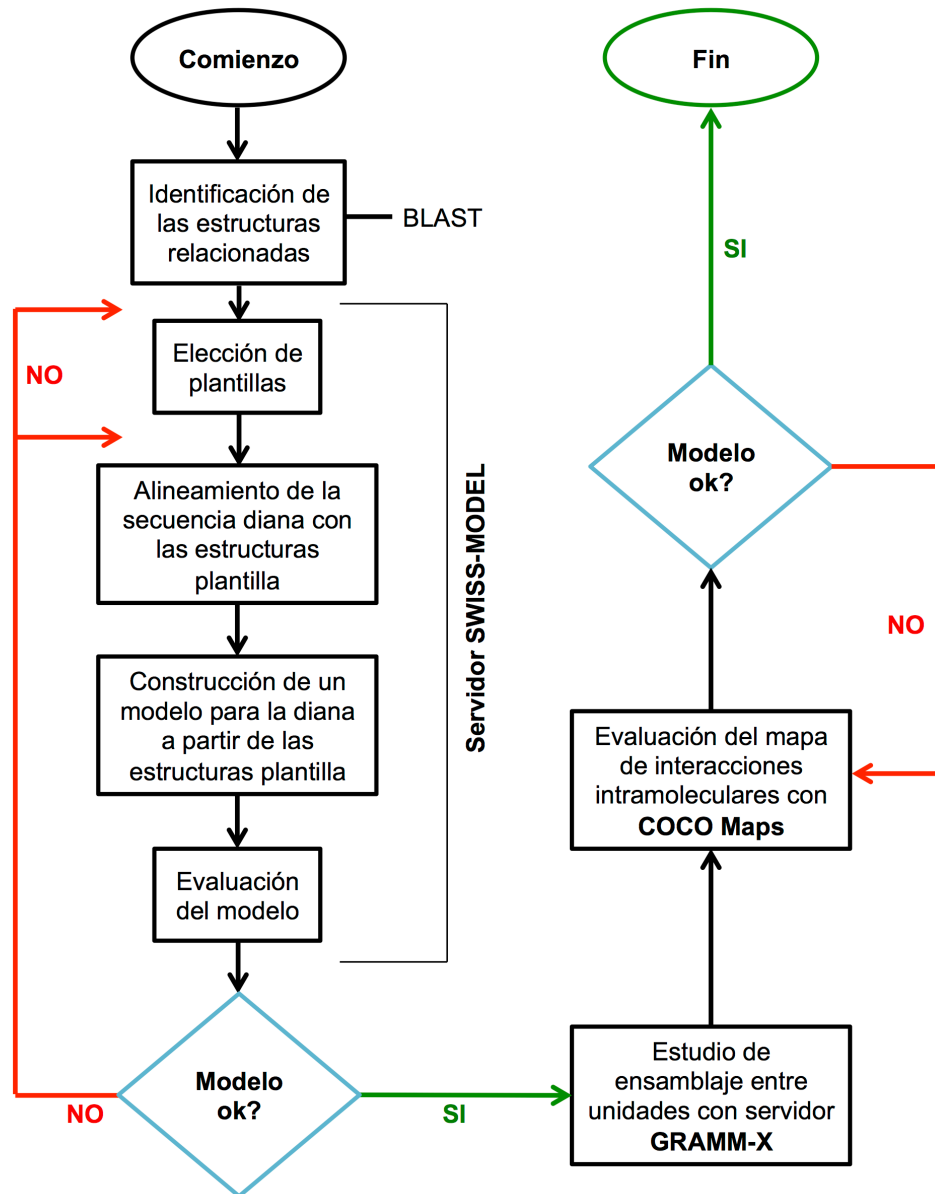 Comienzo
Identificación de
las estructuras
relacionadas
BLAST
NO
Elección de
plantillas
Alineamiento de la
secuencia diana con
las estructuras
plantilla
Construcción de un
modelo para la diana
a partir de las
estructuras plantilla
Evaluación
del modelo
Servidor SWISS-MODEL
Modelo
ok?
NO
SI
Estudio de
ensamblaje entre
unidades con servidor
GRAMM-X
Evaluación del mapa
de interacciones
intramoleculares con
COCO Maps
Modelo
ok?
NO
SI
Fin